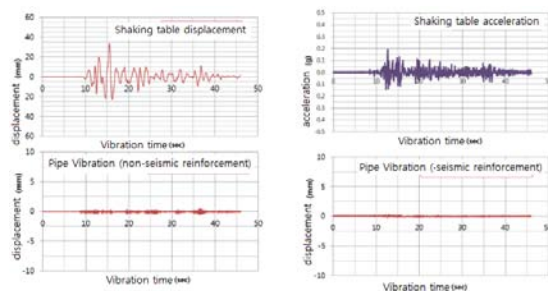 Shaking table displacement
60
40
20
0
20
40
60
displacement (mm)
0 10 20 30 40 50
Vibration time(sec)
Shaking table acceleration
0.5
0.4
0.3
0.2
0.1
0
-0.1
-0.2
-0.3
-0.4
-0.5
acceleration (g)
0 10 20 30 40 50
Vibration time(sec)
Pipe Vibration (non-seismic reinforcement)
10
5
0
-5
-10
displacement (mm)
0 10 20 30 40 50
Vibration time(sec)
Pipe Vibration (-seismic reinforcement)
10
5
0
-5
-10
displacement (mm)
0 10 20 30 40 50
Vibration time(sec)